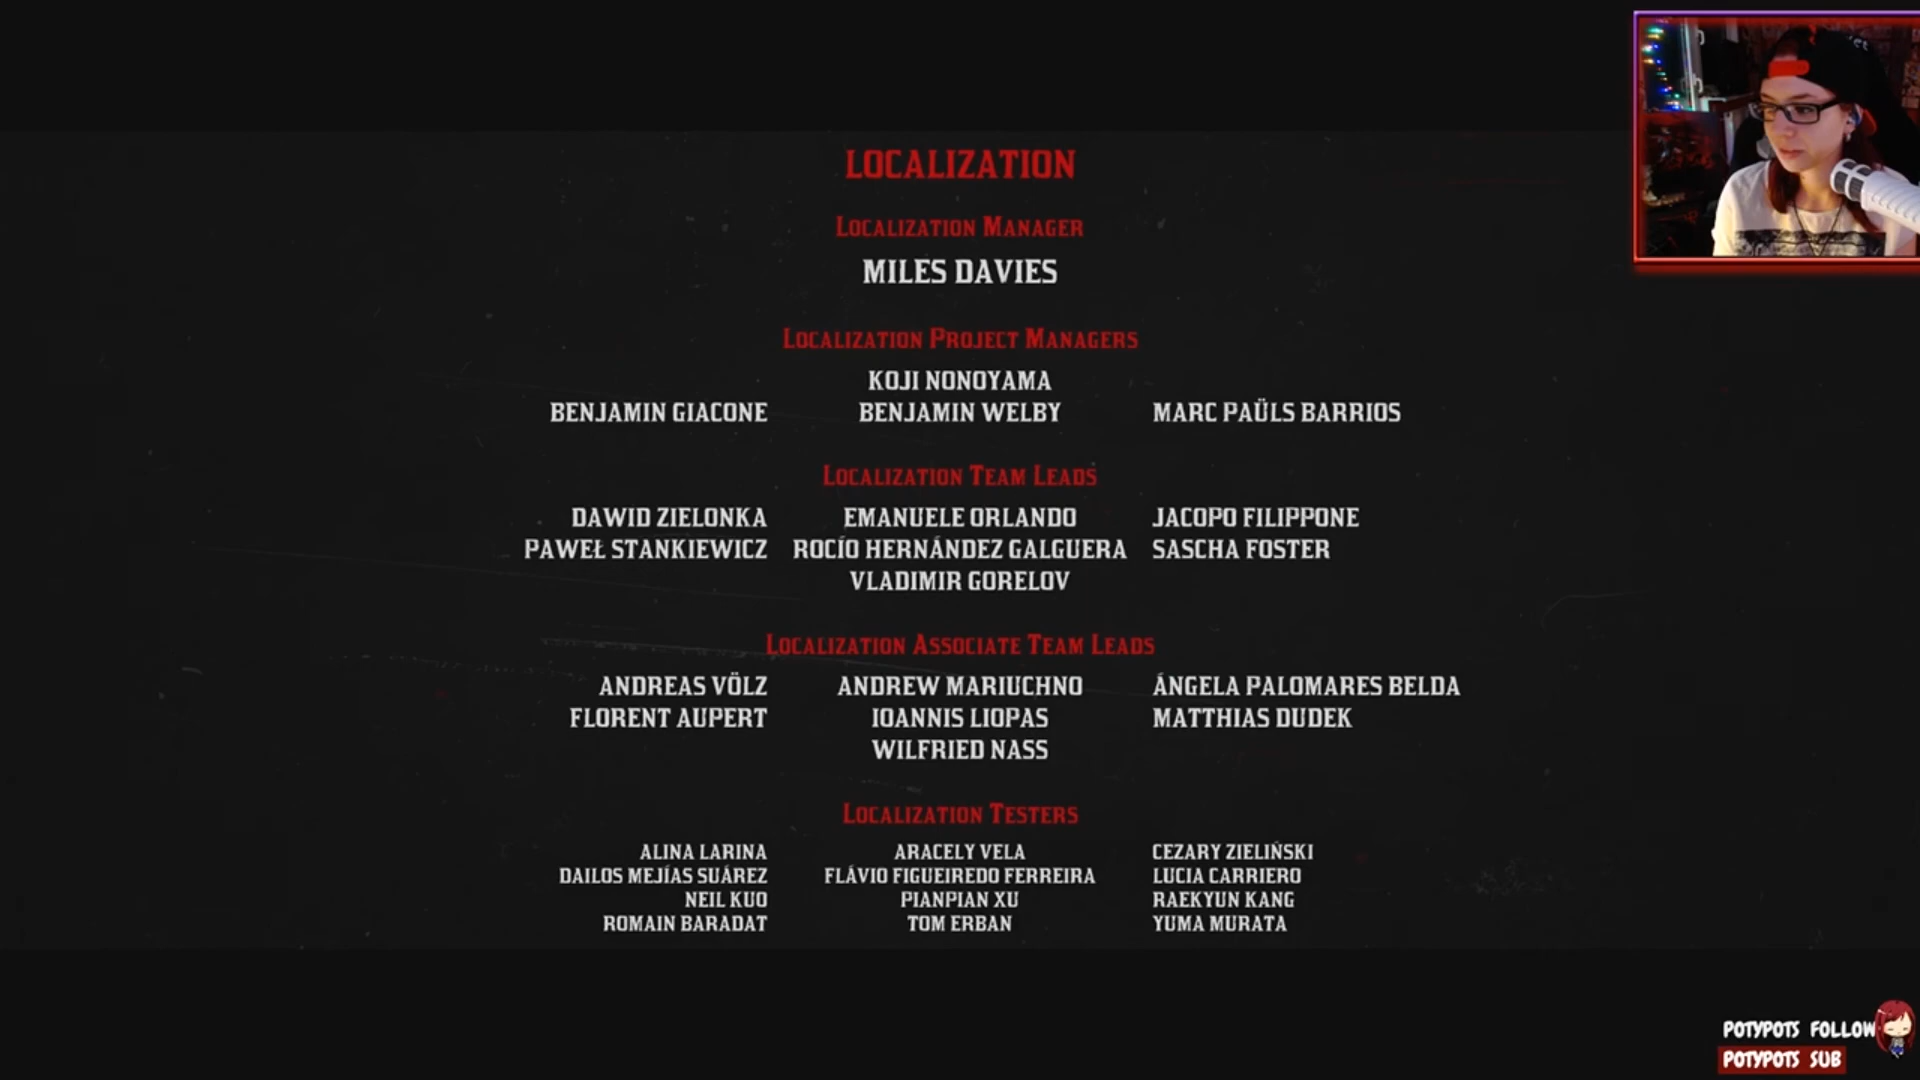 LOCALIZATION
LOCALIZATION MANAGER
MILES DAVIES
LOCALIZATION PROJECT MANAGERS
KOJI NONOYAMA
BENJAMIN GIACONE BENJAMIN WELBY MARC PAÜLS BARRIOS
LOCALIZATION TEAM LEADS
DAWID ZIELONKA EMANUELE ORLANDO JACOPO FILIPPONE
PAWEŁ STANKIEWICZ ROCÍO HERNÁNDEZ GALGUERA SASCHA FOSTER
VLADIMIR GORELOV
LOCALIZATION ASSOCIATE TEAM LEADS
ANDREAS VÖLZ ANDREW MARIUCHNO ÁNGELA PALOMARES BELDA
FLORENT AUPERT IOANNIS LIOPAS MATTHIAS DUDEK
WILFRIED NASS
LOCALIZATION TESTERS
ALINA LARINA ARACELY VELA CEZARY ZIELIŃSKI
DAILOS MEJÍAS SUÁREZ FLÁVIO FIGUEIREDO FERREIRA LUCIA CARRIERO
NEIL KUO PIANPIAN XU RAEKYUN KANG
ROMAIN BARADAT TOM ERBAN YUMA MURATA
POTYPOTS FOLLOW
POTYPOTS SUB